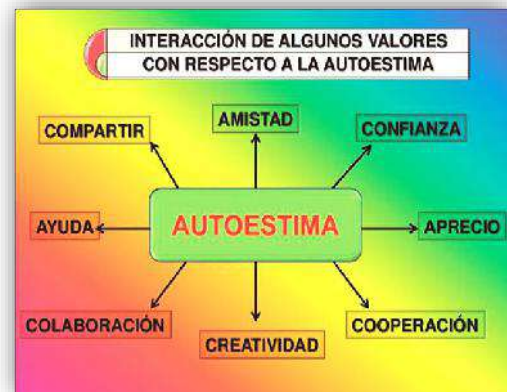 INTERACCIÓN DE ALGUNOS VALORES
CON RESPECTO A LA AUTOESTIMA
AMISTAD
COMPARTIR
CONFIANZA
AYUDA
AUTOESTIMA
APRECIO
COLABORACIÓN
CREATIVIDAD
COOPERACIÓN